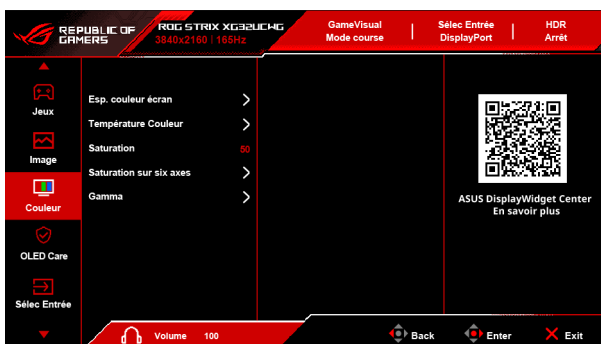 REPUBLIC OF
GAMERS
ROG STRIX XG32UCWG
3840x2160 | 165Hz
GameVisual
Mode course
Sélec Entrée
DisplayPort
HDR
Arrêt
Jeux
Image
Couleur
OLED Care
Sélec Entrée
Esp. couleur écran
Température Couleur
Saturation 50
Saturation sur six axes
Gamma
ASUS DisplayWidget Center
En savoir plus
Volume 100
Back
Enter
Exit